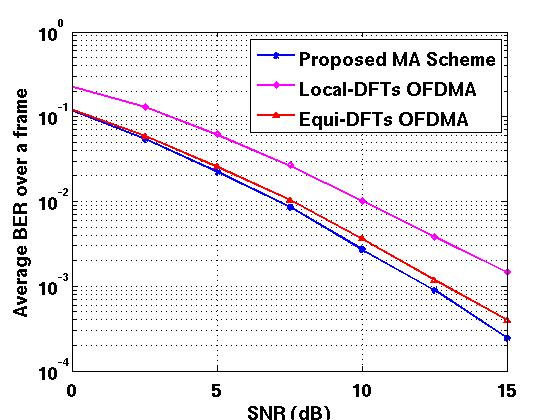 10^0
10^-1
10^-2
10^-3
10^-4
Average BER over a frame
Proposed MA Scheme
Local-DFTs OFDMA
Equi-DFTs OFDMA
0 5 10 15
SNR (dB)